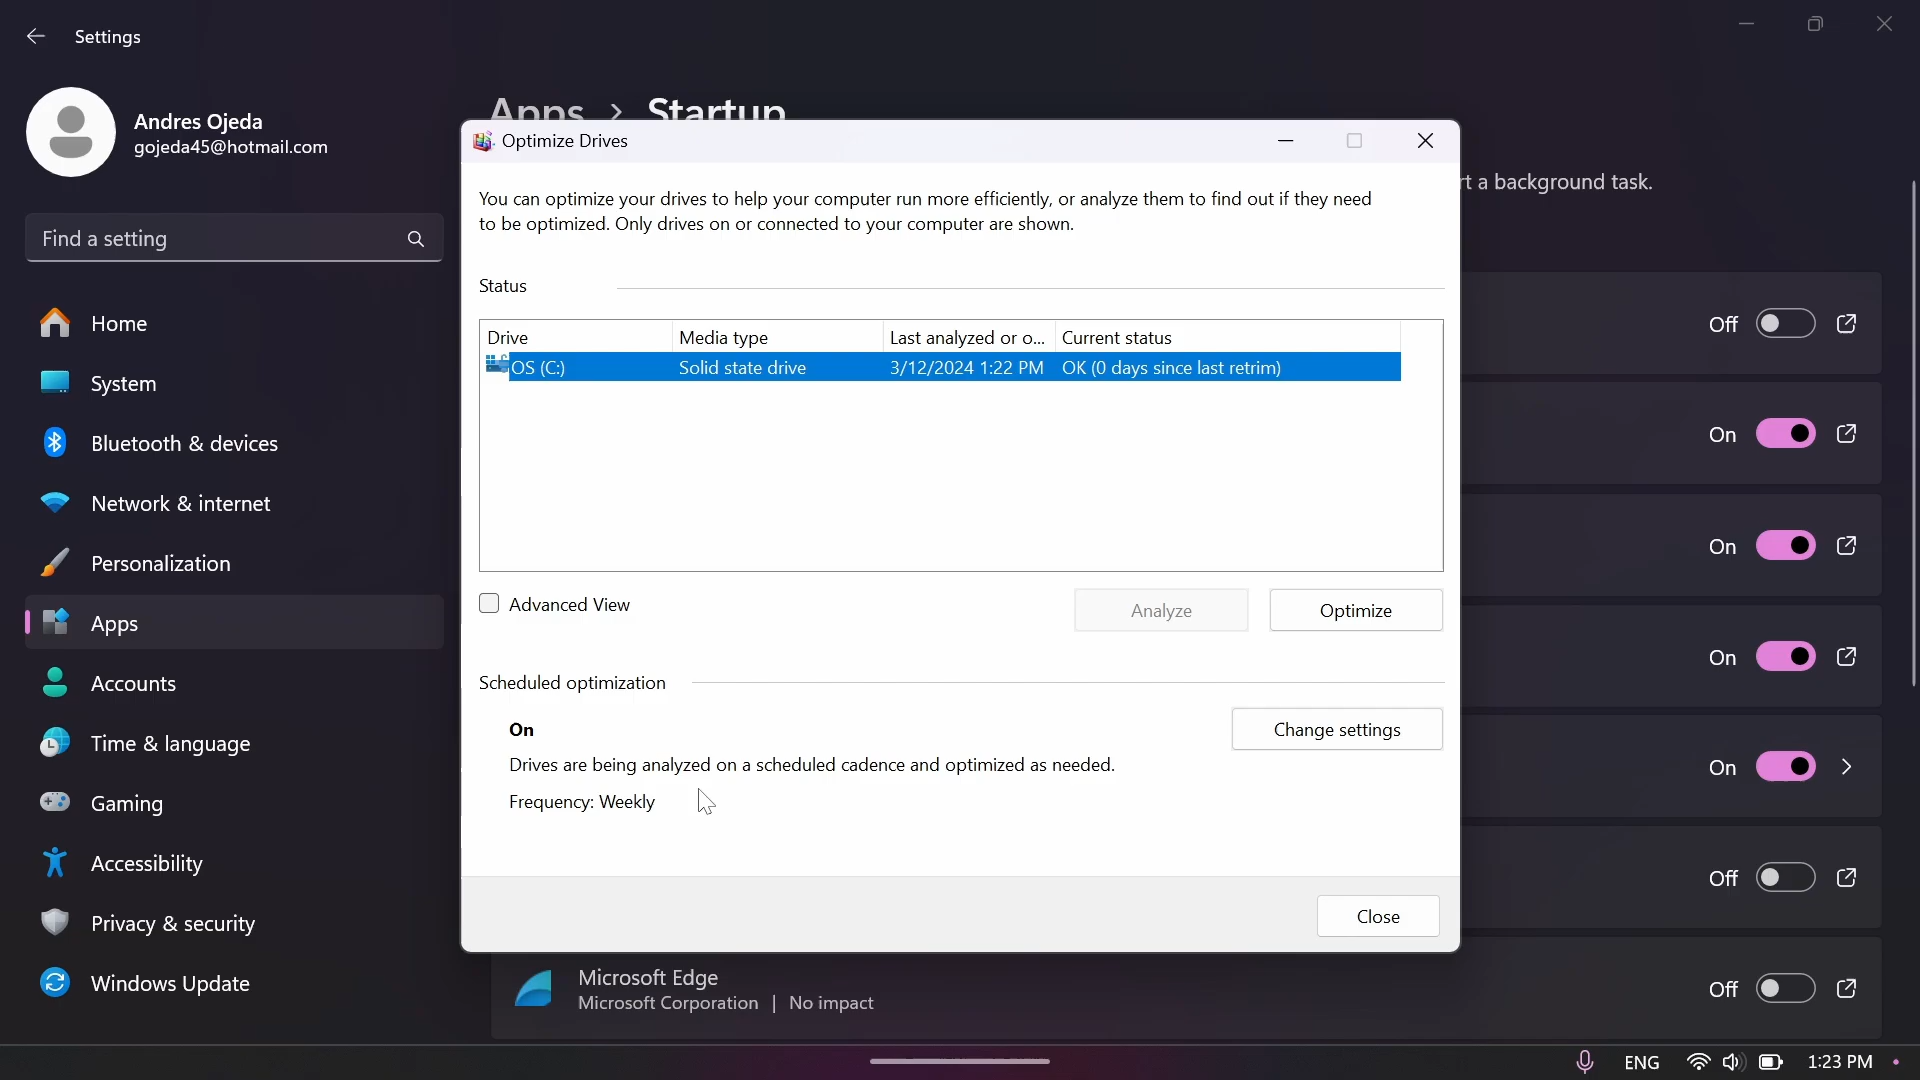 Settings
Andres Ojeda
gojeda45@hotmail.com
Find a setting
Home
System
Bluetooth & devices
Network & internet
Personalization
Apps
Accounts
Time & language
Gaming
Accessibility
Privacy & security
Windows Update
Apps > Startup
rt a background task.
Optimize Drives
You can optimize your drives to help your computer run more efficiently, or analyze them to find out if they need
to be optimized. Only drives on or connected to your computer are shown.
Status
Drive Media type Last analyzed or o... Current status
OS (C:) Solid state drive 3/12/2024 1:22 PM OK (0 days since last retrim)
Advanced View Analyze Optimize
Scheduled optimization
On Change settings
Drives are being analyzed on a scheduled cadence and optimized as needed.
Frequency: Weekly
Close
Off
On
On
On
On
Off
Microsoft Edge
Microsoft Corporation | No impact
Off
ENG 1:23 PM